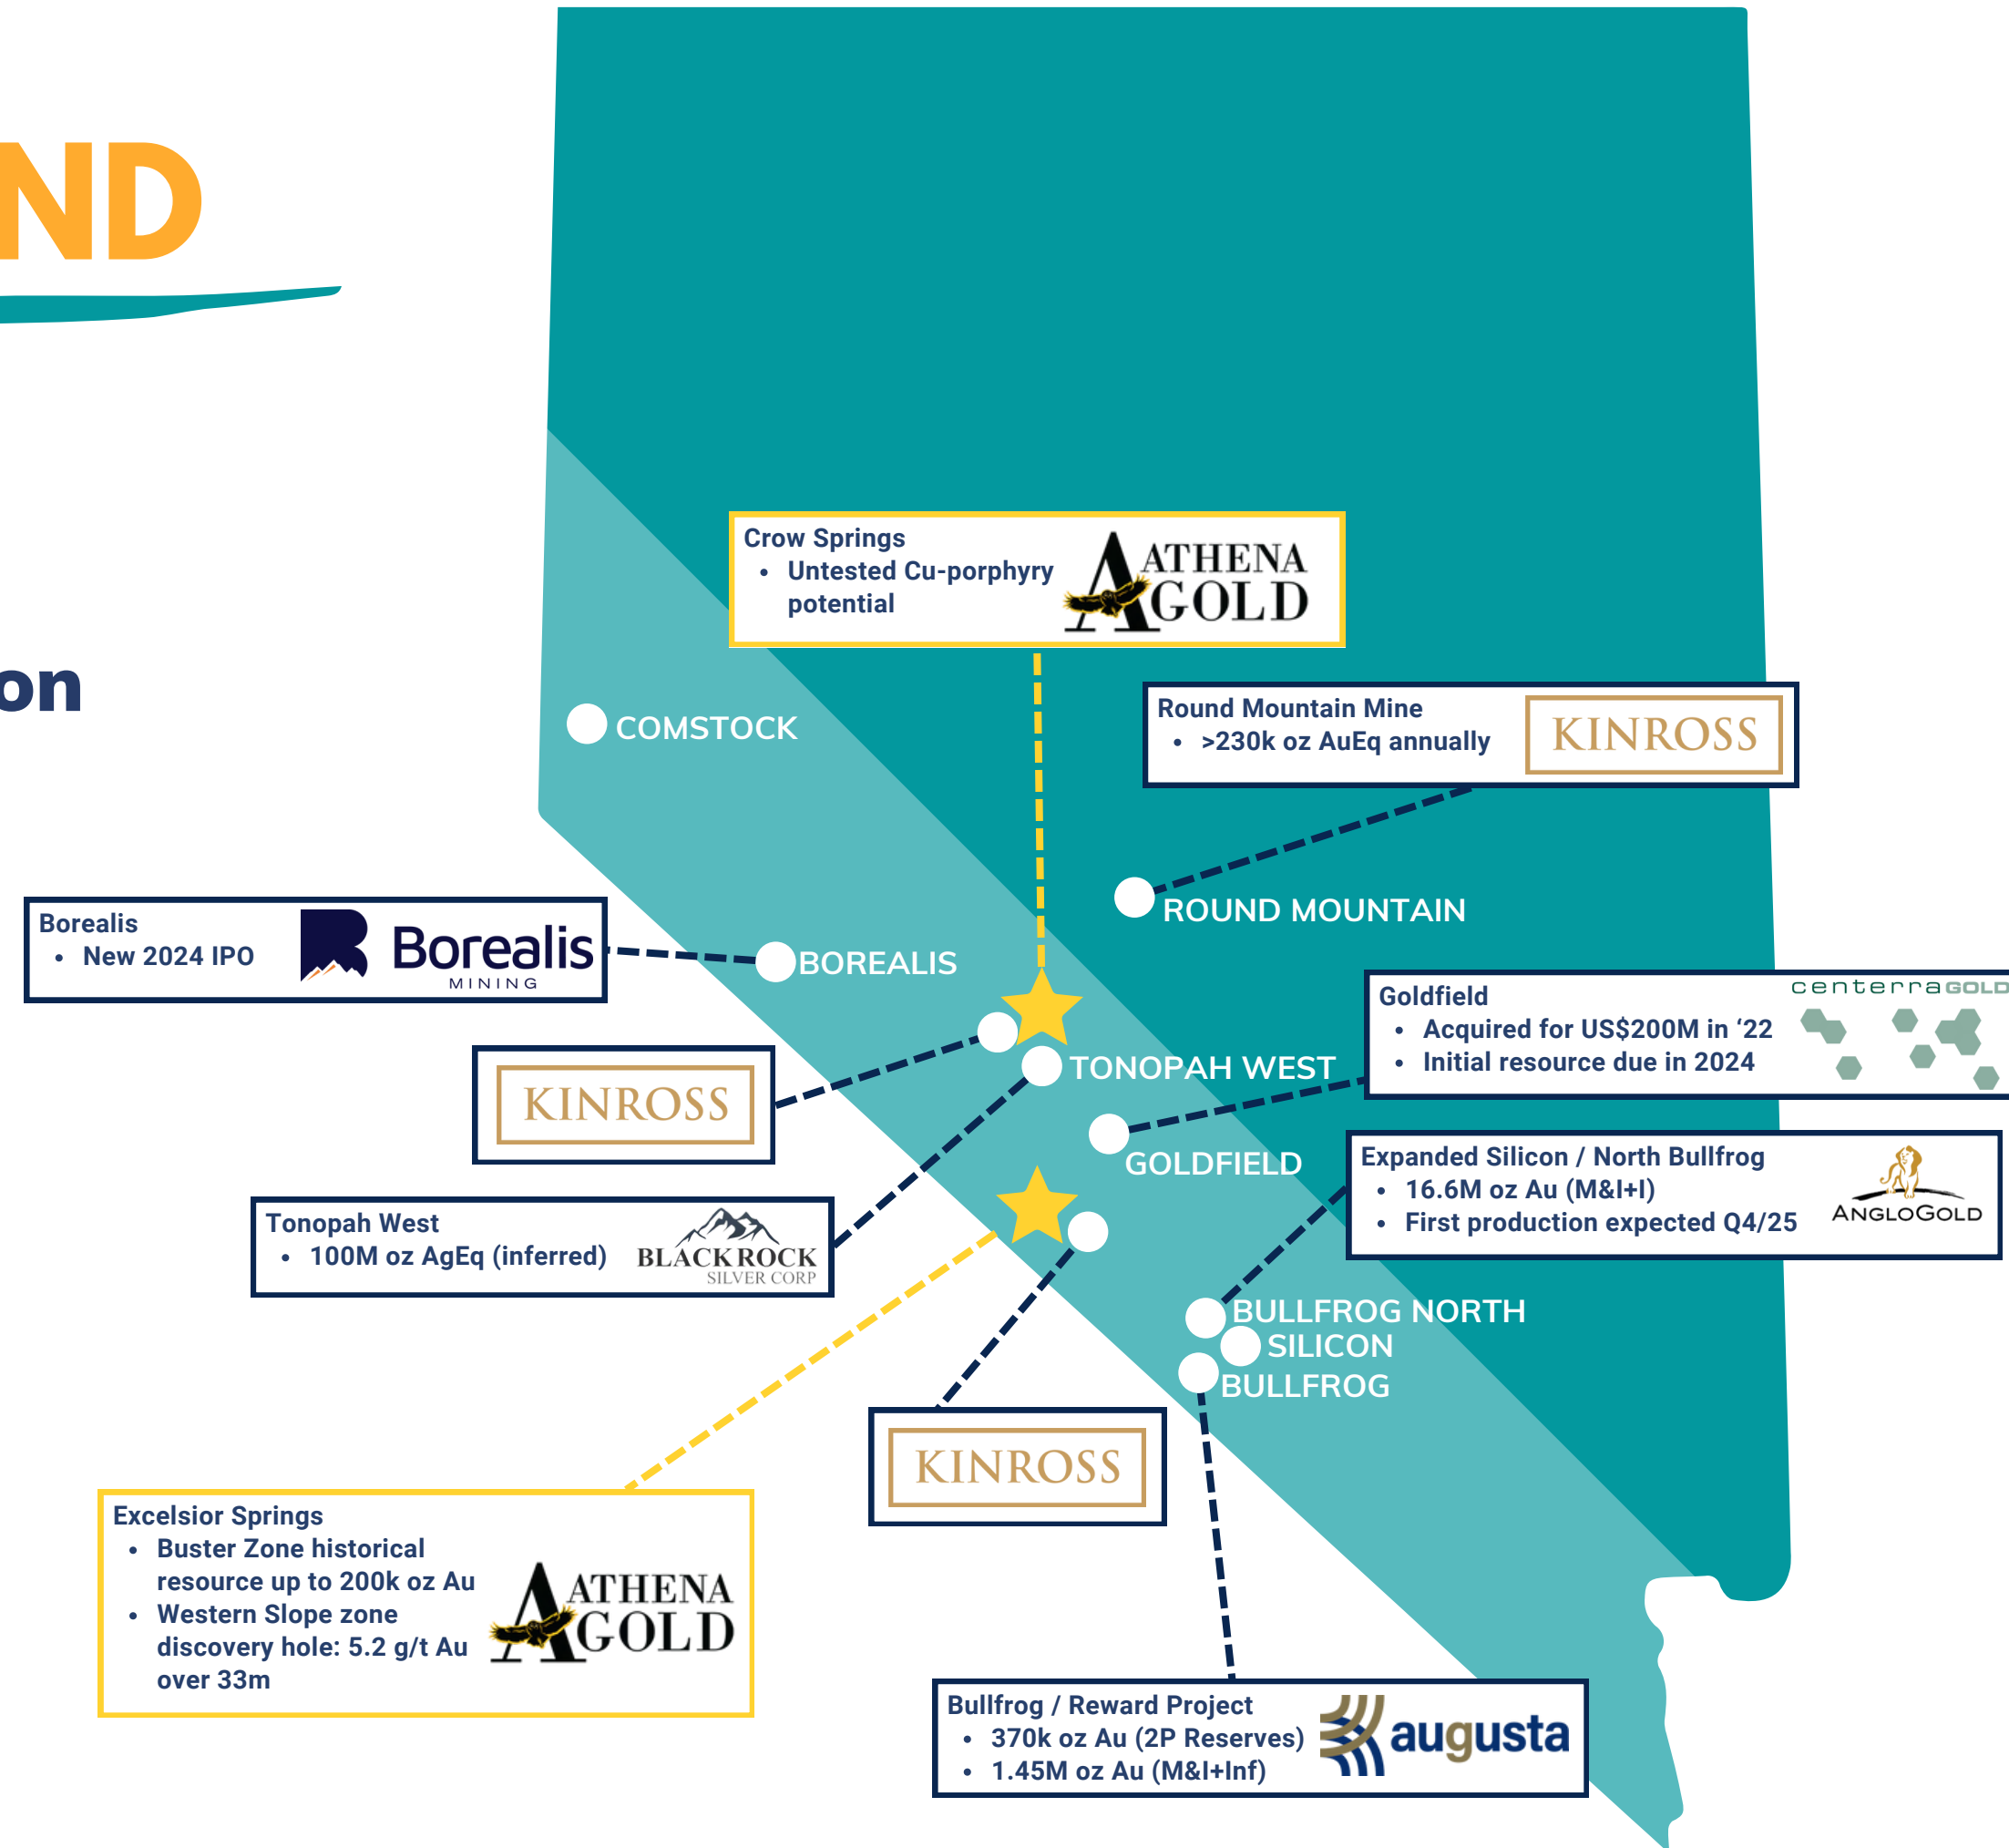 ND
on
Crow Springs
• Untested Cu-porphyry
potential
ATHENA
GOLD
COMSTOCK
Round Mountain Mine
• >230k oz AuEq annually
KINROSS
ROUND MOUNTAIN
Borealis
• New 2024 IPO
Borealis
MINING
BOREALIS
Goldfield
• Acquired for US$200M in ‘22
• Initial resource due in 2024
centerraGOLD
KINROSS
TONOPAH WEST
GOLDFIELD
Expanded Silicon / North Bullfrog
• 16.6M oz Au (M&I+I)
• First production expected Q4/25
ANGLOGOLD
Tonopah West
• 100M oz AgEq (inferred)
BLACKROCK
SILVER CORP
BULLFROG NORTH
SILICON
BULLFROG
KINROSS
Excelsior Springs
• Buster Zone historical
resource up to 200k oz Au
• Western Slope zone
discovery hole: 5.2 g/t Au
over 33m
ATHENA
GOLD
Bullfrog / Reward Project
• 370k oz Au (2P Reserves)
• 1.45M oz Au (M&I+Inf)
augusta